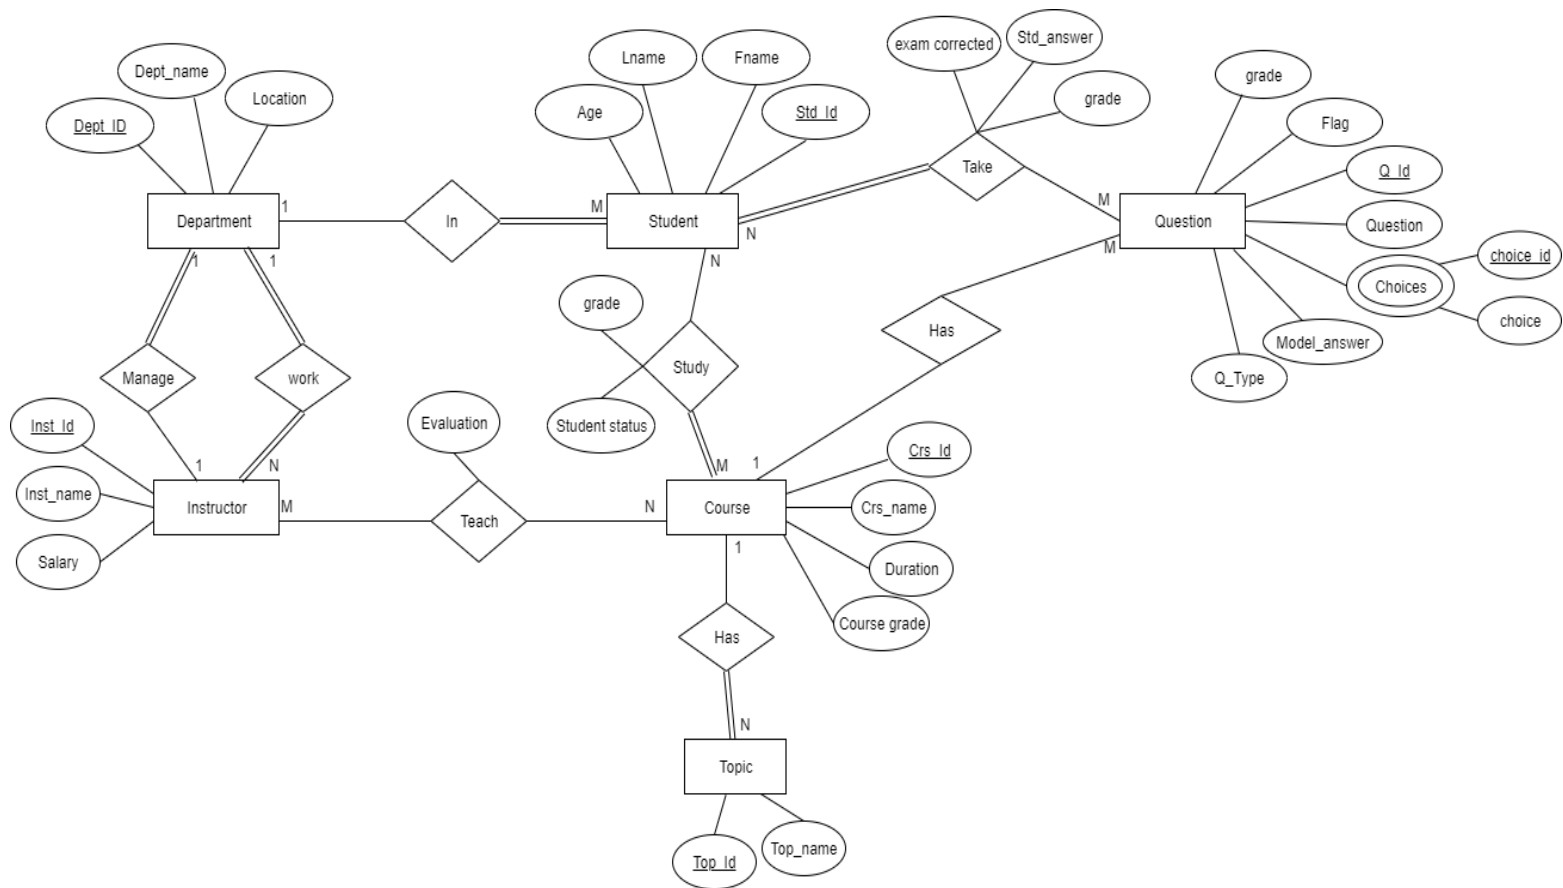 exam corrected
Std_answer
Dept_name
Lname
Fname
grade
Location
Age
Std_Id
grade
Flag
Dept_ID
Take
Q_Id
Department
1
In
M
Student
N
M
Question
Question
1
1
N
M
choice_id
Choices
grade
Has
choice
Manage
work
Study
Model_answer
Q_Type
Inst_Id
Evaluation
Student status
Crs_Id
1
N
M
1
Inst_name
Instructor
M
Teach
N
Course
Crs_name
Salary
1
Duration
Has
Course grade
N
Topic
Top_Id
Top_name